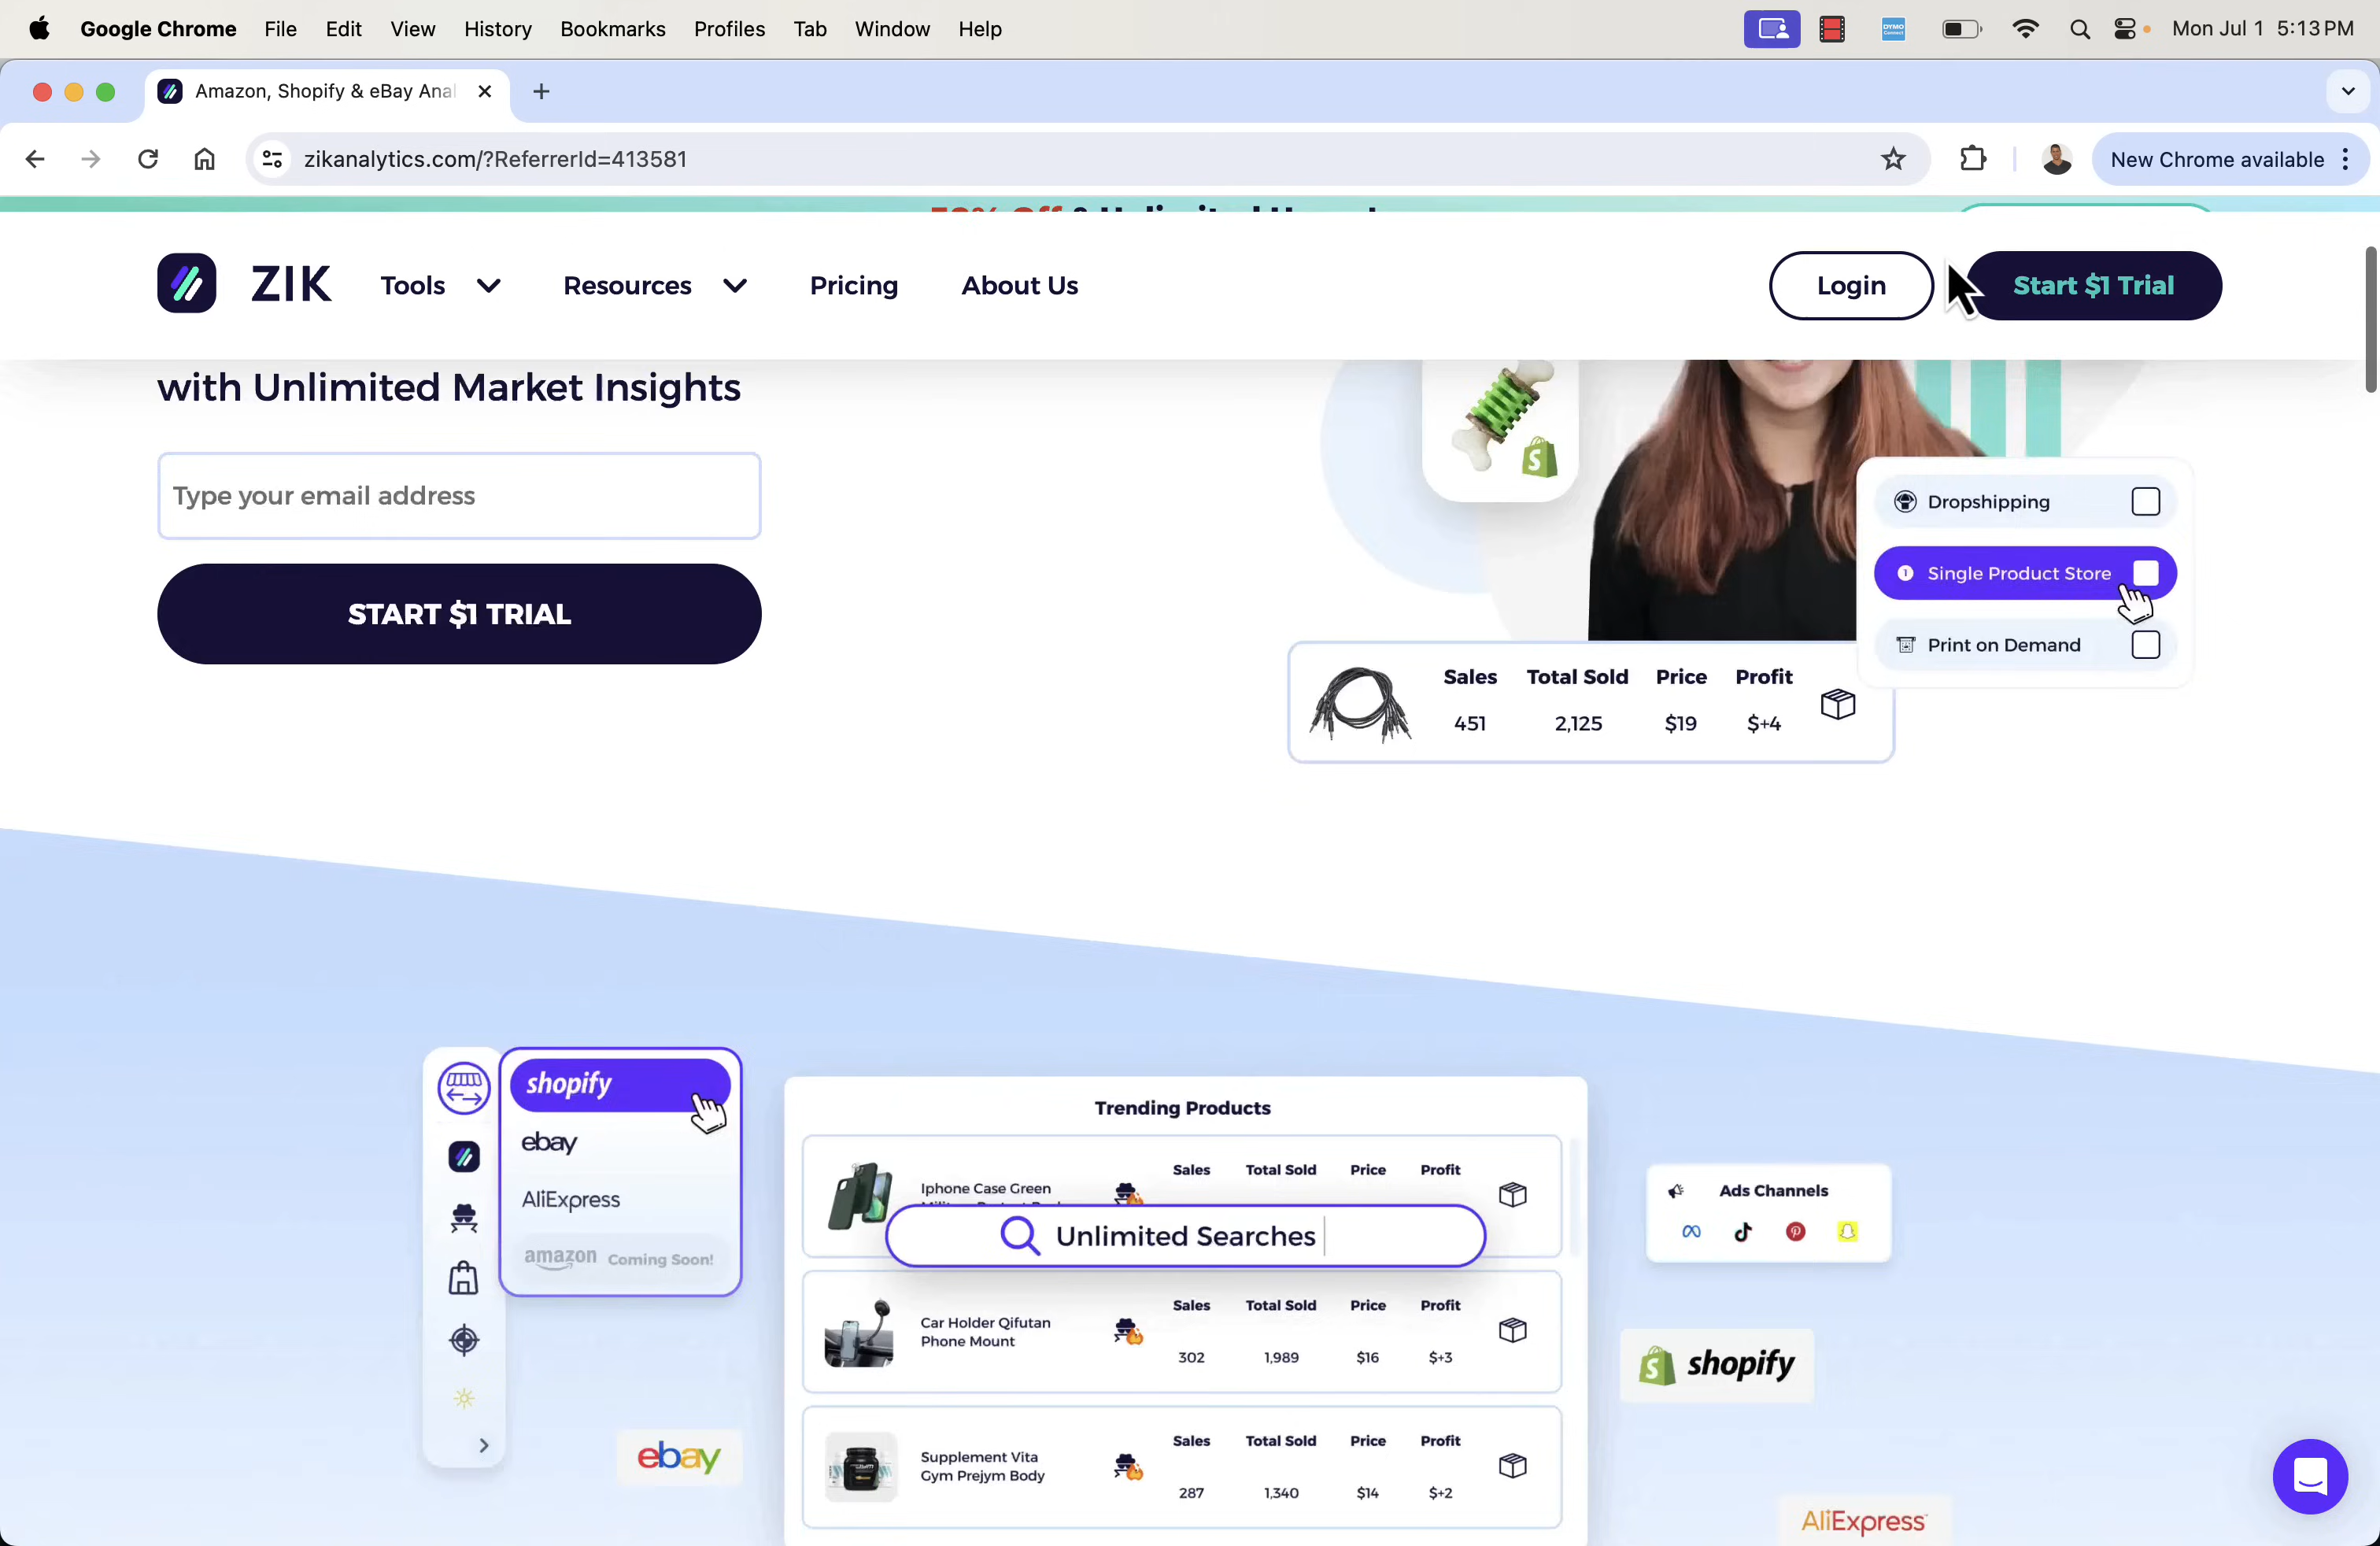 Google Chrome File Edit View History Bookmarks Profiles Tab Window Help
DYMO
Connect
Mon Jul 1 5:13 PM
Amazon, Shopify & eBay Anal
zikanalytics.com/?ReferrerId=413581
New Chrome available
ZIK Tools Resources Pricing About Us Login Start $1 Trial
with Unlimited Market Insights
Type your email address
START $1 TRIAL
Dropshipping
Single Product Store
Print on Demand
Sales Total Sold Price Profit
451 2,125 $19 $+4
shopify
ebay
AliExpress
amazon Coming Soon!
Trending Products
Sales Total Sold Price Profit
Iphone Case Green
Unlimited Searches
Sales Total Sold Price Profit
Car Holder Qifutan
Phone Mount
302 1,989 $16 $+3
Sales Total Sold Price Profit
Supplement Vita
Gym Prejym Body
287 1,340 $14 $+2
Ads Channels
shopify
ebay
AliExpress